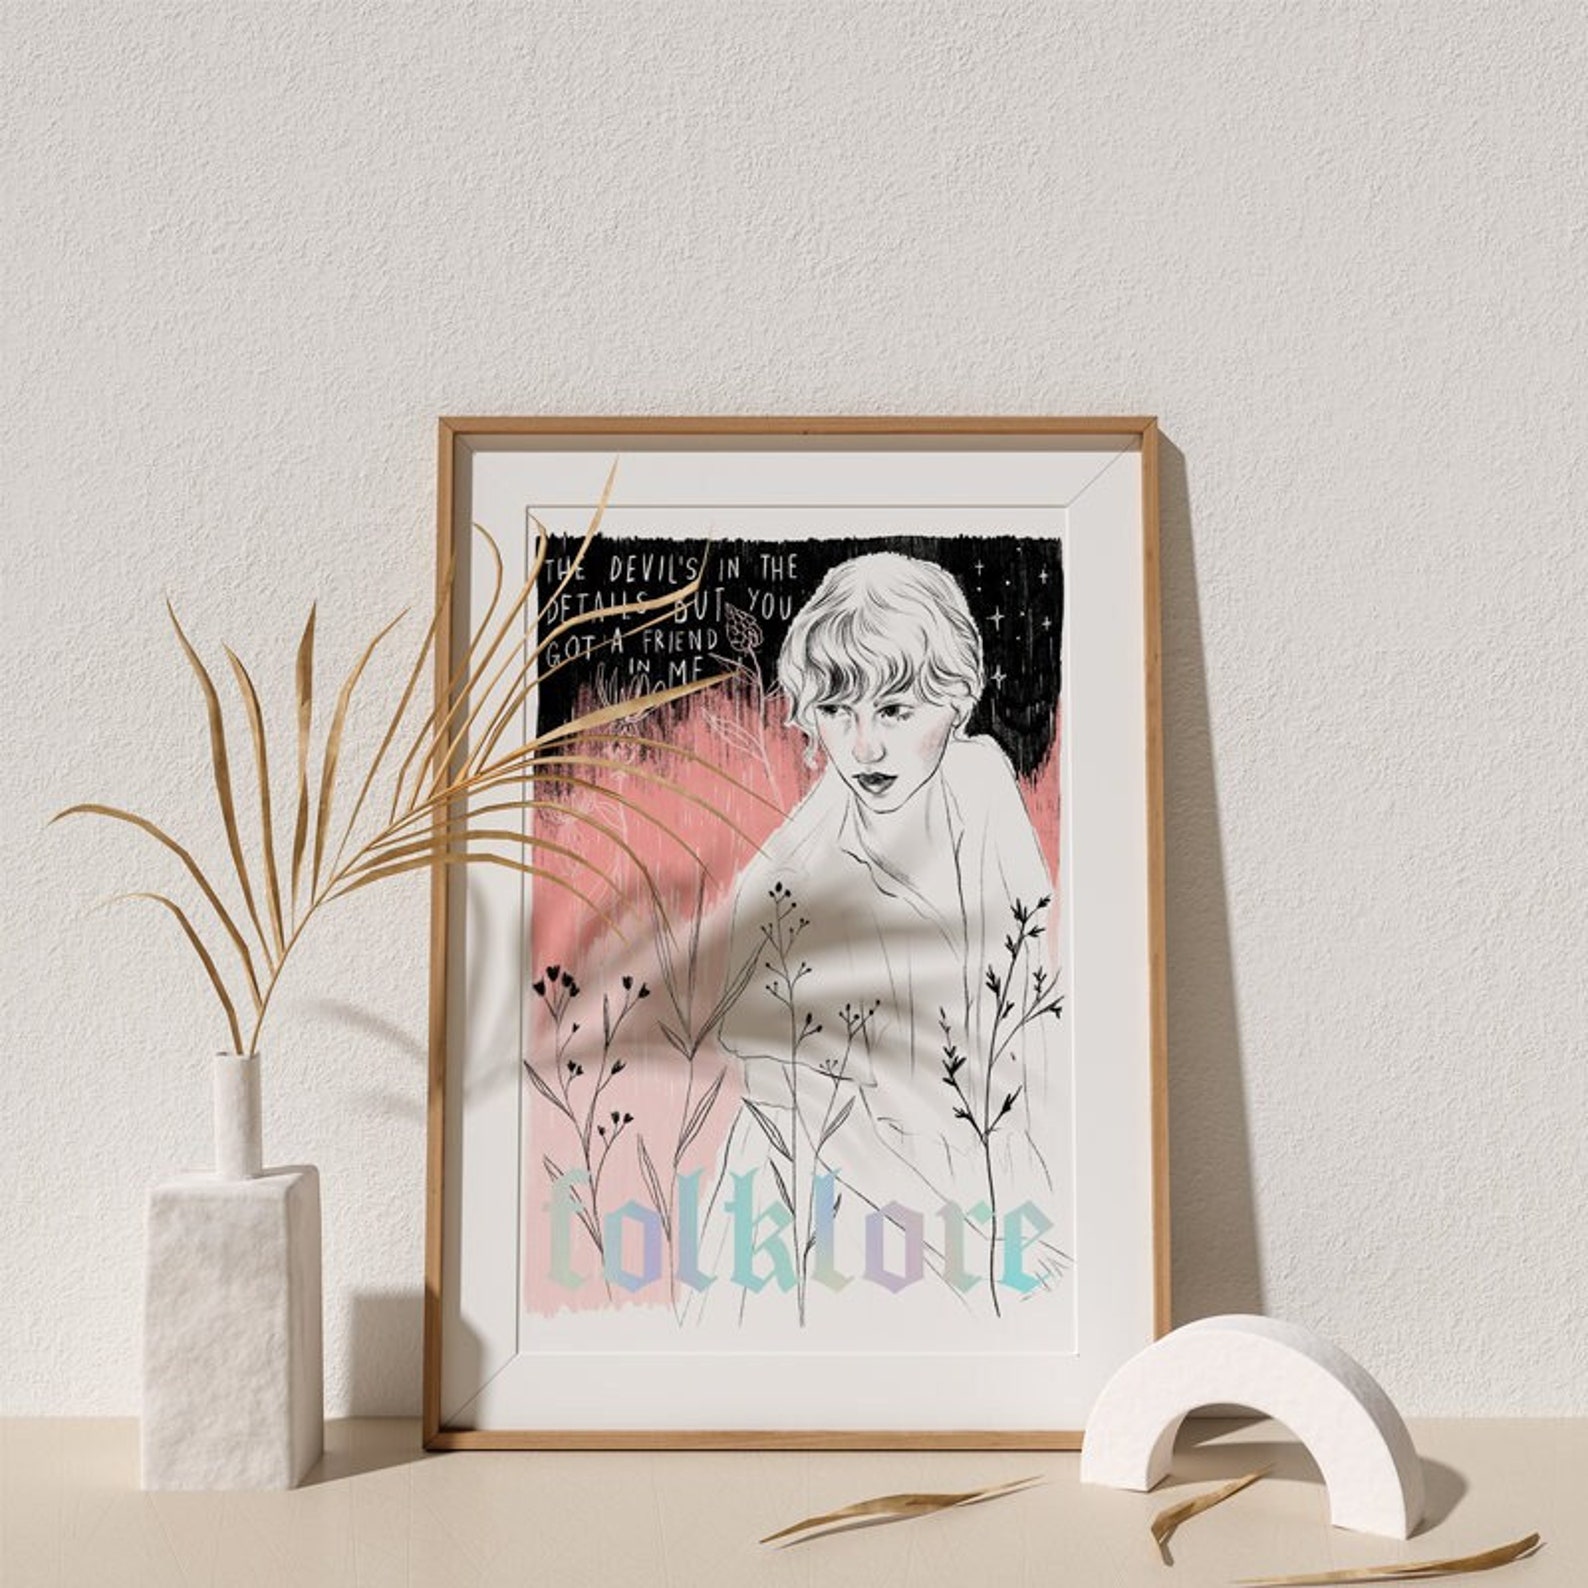 THE DEVIL'S IN THE
DETAILS BUT YOU
GOT A FRIEND
IN ME
folklore